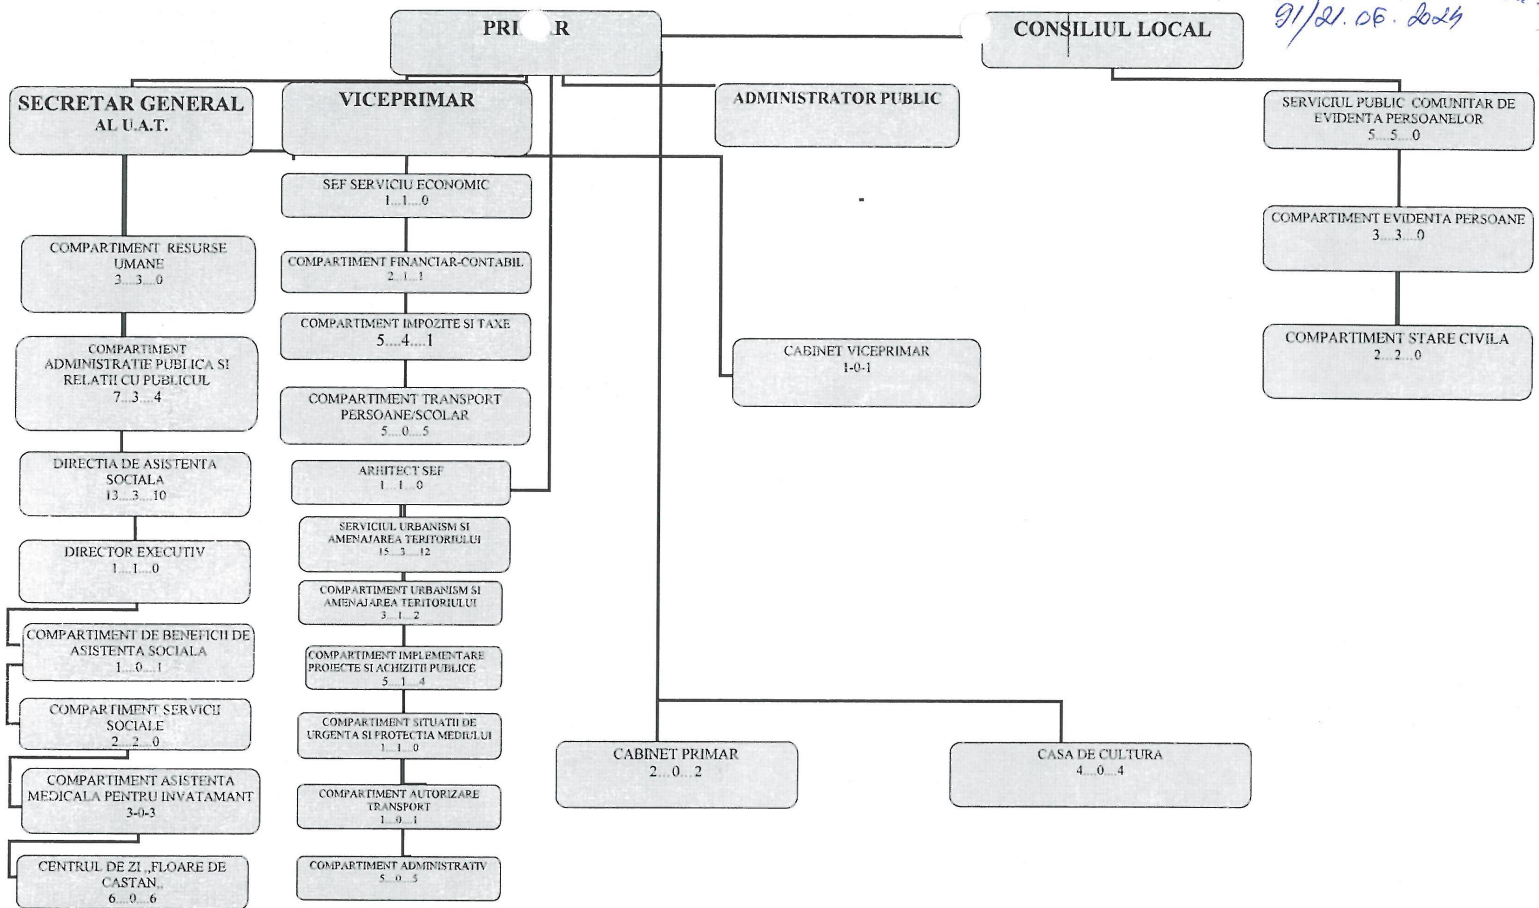 91/21.06.2024
PRIMAR
CONSILIUL LOCAL
SECRETAR GENERAL
AL U.A.T.
VICEPRIMAR
ADMINISTRATOR PUBLIC
SERVICIUL PUBLIC COMUNITAR DE
EVIDENTA PERSOANELOR
5...5...0
SEF SERVICIU ECONOMIC
1...1...0
COMPARTIMENT EVIDENTA PERSOANE
3...3...0
COMPARTIMENT RESURSE
UMANE
3...3...0
COMPARTIMENT FINANCIAR-CONTABIL
2...1...1
COMPARTIMENT IMPOZITE SI TAXE
5...4...1
COMPARTIMENT STARE CIVILA
2...2...0
COMPARTIMENT
ADMINISTRATIE PUBLICA SI
RELATII CU PUBLICUL
7...3...4
CABINET VICEPRIMAR
1-0-1
COMPARTIMENT TRANSPORT
PERSOANE/SCOLAR
5...0...5
DIRECTIA DE ASISTENTA
SOCIALA
13...3...10
ARHITECT SEF
1...1...0
SERVICIUL URBANISM SI
AMENAJAREA TERITORIULUI
15...3...12
DIRECTOR EXECUTIV
1...1...0
COMPARTIMENT URBANISM SI
AMENAJAREA TERITORIULUI
3...1...2
COMPARTIMENT DE BENEFICII DE
ASISTENTA SOCIALA
1...0...1
COMPARTIMENT IMPLEMENTARE
PROIECTE SI ACHIZITII PUBLICE
5...1...4
COMPARTIMENT SERVICII
SOCIALE
2...2...0
COMPARTIMENT SITUATII DE
URGENTA SI PROTECTIA MEDIULUI
1...1...0
CABINET PRIMAR
2...0...2
CASA DE CULTURA
4...0...4
COMPARTIMENT ASISTENTA
MEDICALA PENTRU INVATAMANT
3-0-3
COMPARTIMENT AUTORIZARE
TRANSPORT
1...0...1
CENTRUL DE ZI „FLOARE DE
CASTAN„
6...0...6
COMPARTIMENT ADMINISTRATIV
5...0...5